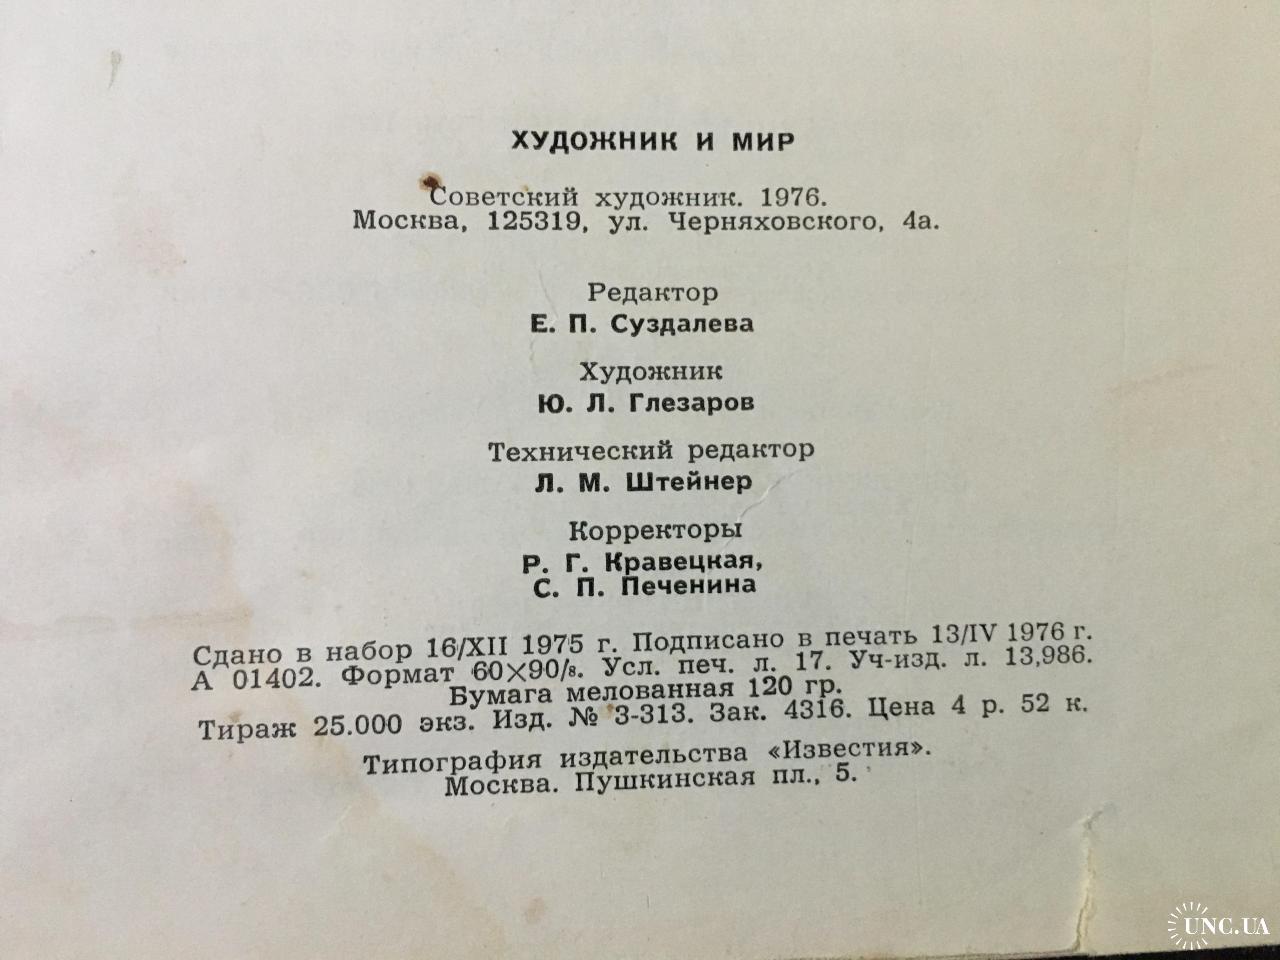 ХУДОЖНИК И МИР
Советский художник. 1976.
Москва, 125319, ул. Черняховского, 4а.
Редактор
Е. П. Суздалева
Художник
Ю. Л. Глезаров
Технический редактор
Л. М. Штейнер
Корректоры
Р. Г. Кравецкая,
С. П. Печенина
Сдано в набор 16/XII 1975 г. Подписано в печать 13/IV 1976 г.
А 01402. Формат 60×90/8. Усл. печ. л. 17. Уч-изд. л. 13,986.
Бумага мелованная 120 гр.
Тираж 25.000 экз. Изд. № 3-313. Зак. 4316. Цена 4 р. 52 к.
Типография издательства «Известия».
Москва. Пушкинская пл., 5.
UNC.UA